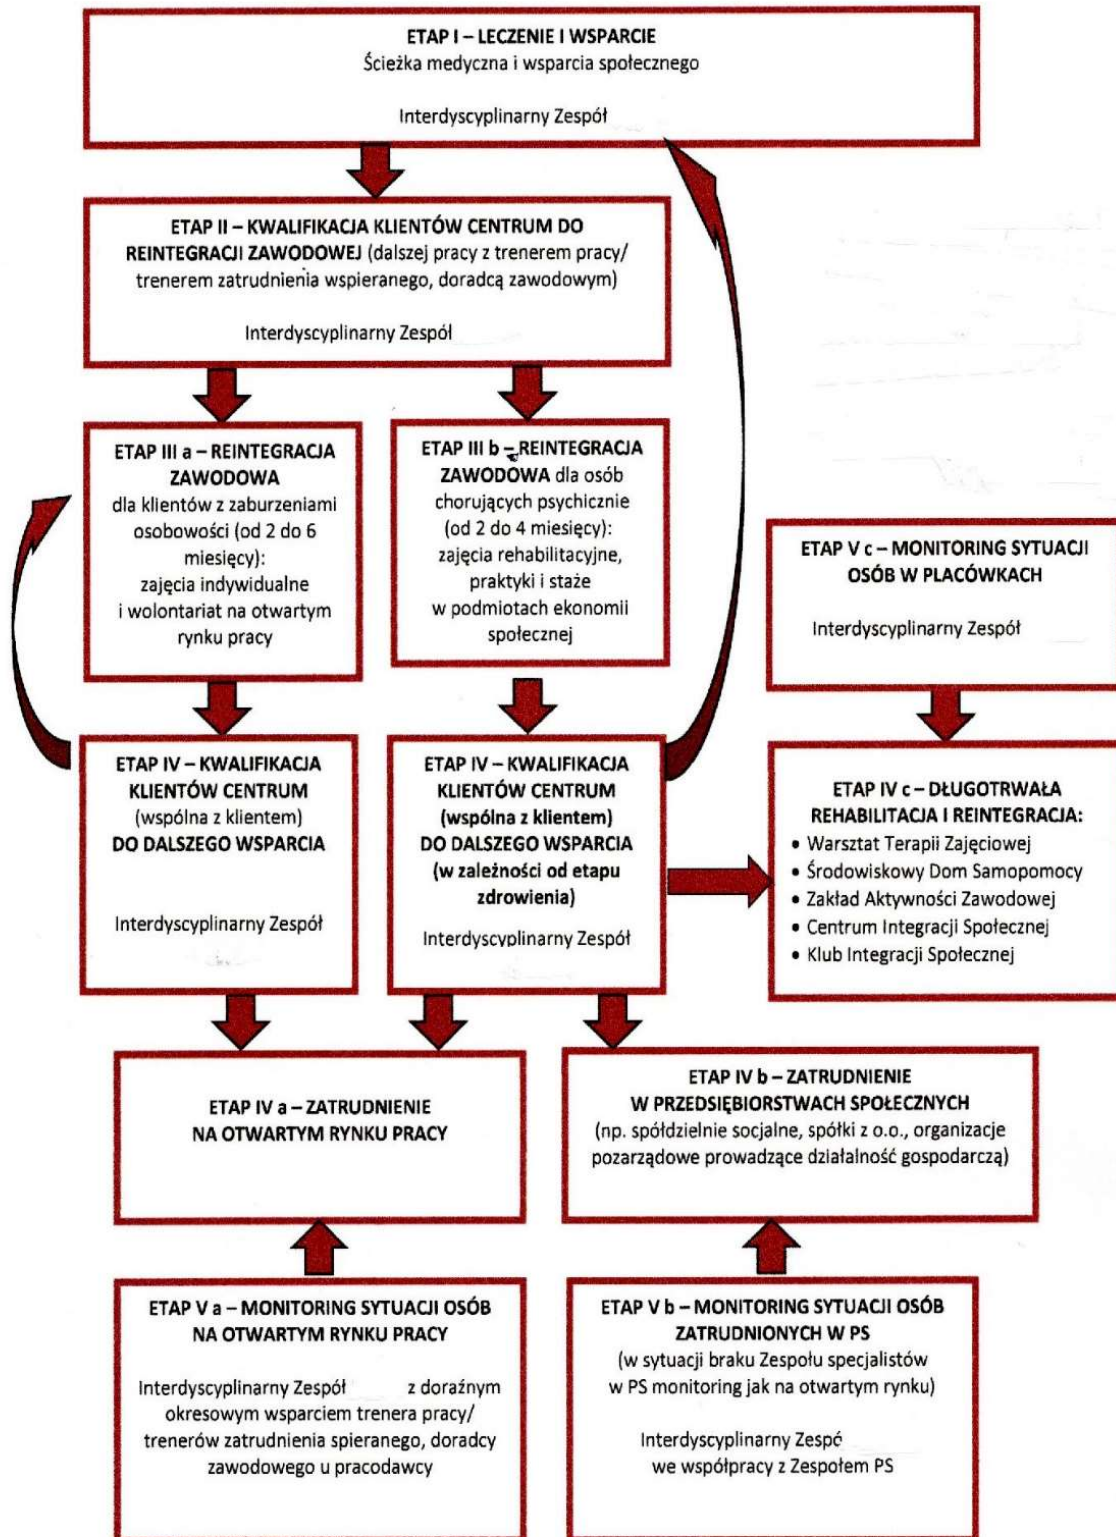 ETAP I – LECZENIE I WSPARCIE
Ścieżka medyczna i wsparcia społecznego
Interdyscyplinarny Zespół
ETAP II – KWALIFIKACJA KLIENTÓW CENTRUM DO
REINTEGRACJI ZAWODOWEJ (dalszej pracy z trenerem pracy/
trenerem zatrudnienia wspieranego, doradcą zawodowym)
Interdyscyplinarny Zespół
ETAP III a – REINTEGRACJA
ZAWODOWA
dla klientów z zaburzeniami
osobowości (od 2 do 6
miesięcy):
zajęcia indywidualne
i wolontariat na otwartym
rynku pracy
ETAP III b – REINTEGRACJA
ZAWODOWA dla osób
chorujących psychicznie
(od 2 do 4 miesięcy):
zajęcia rehabilitacyjne,
praktyki i staże
w podmiotach ekonomii
społecznej
ETAP V c – MONITORING SYTUACJI
OSÓB W PLACÓWKACH
Interdyscyplinarny Zespół
ETAP IV – KWALIFIKACJA
KLIENTÓW CENTRUM
(wspólna z klientem)
DO DALSZEGO WSPARCIA
Interdyscyplinarny Zespół
ETAP IV – KWALIFIKACJA
KLIENTÓW CENTRUM
(wspólna z klientem)
DO DALSZEGO WSPARCIA
(w zależności od etapu
zdrowienia)
Interdyscyplinarny Zespół
ETAP IV c – DŁUGOTRWAŁA
REHABILITACJA I REINTEGRACJA:
• Warsztat Terapii Zajęciowej
• Środowiskowy Dom Samopomocy
• Zakład Aktywności Zawodowej
• Centrum Integracji Społecznej
• Klub Integracji Społecznej
ETAP IV a – ZATRUDNIENIE
NA OTWARTYM RYNKU PRACY
ETAP IV b – ZATRUDNIENIE
W PRZEDSIĘBIORSTWACH SPOŁECZNYCH
(np. spółdzielnie socjalne, spółki z o.o., organizacje
pozarządowe prowadzące działalność gospodarczą)
ETAP V a – MONITORING SYTUACJI OSÓB
NA OTWARTYM RYNKU PRACY
Interdyscyplinarny Zespół z doraźnym
okresowym wsparciem trenera pracy/
trenerów zatrudnienia spieranego, doradcy
zawodowego u pracodawcy
ETAP V b – MONITORING SYTUACJI OSÓB
ZATRUDNIONYCH W PS
(w sytuacji braku Zespołu specjalistów
w PS monitoring jak na otwartym rynku)
Interdyscyplinarny Zespó
we współpracy z Zespołem PS